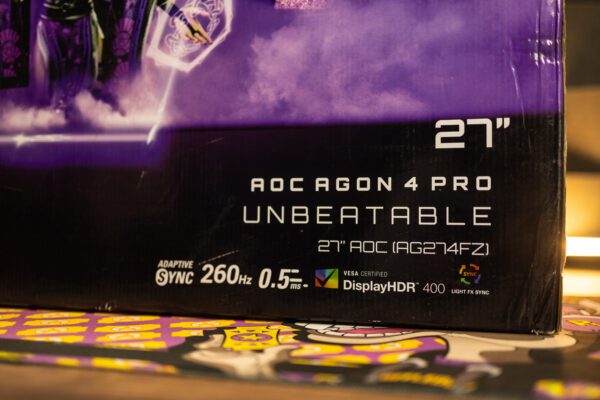 27"
AOC AGON 4 PRO
UNBEATABLE
27" AOC (AG274FZ)
ADAPTIVE
SYNC
260Hz
0.5ms
VESA CERTIFIED
DisplayHDR™ 400
LIGHT FX SYNC